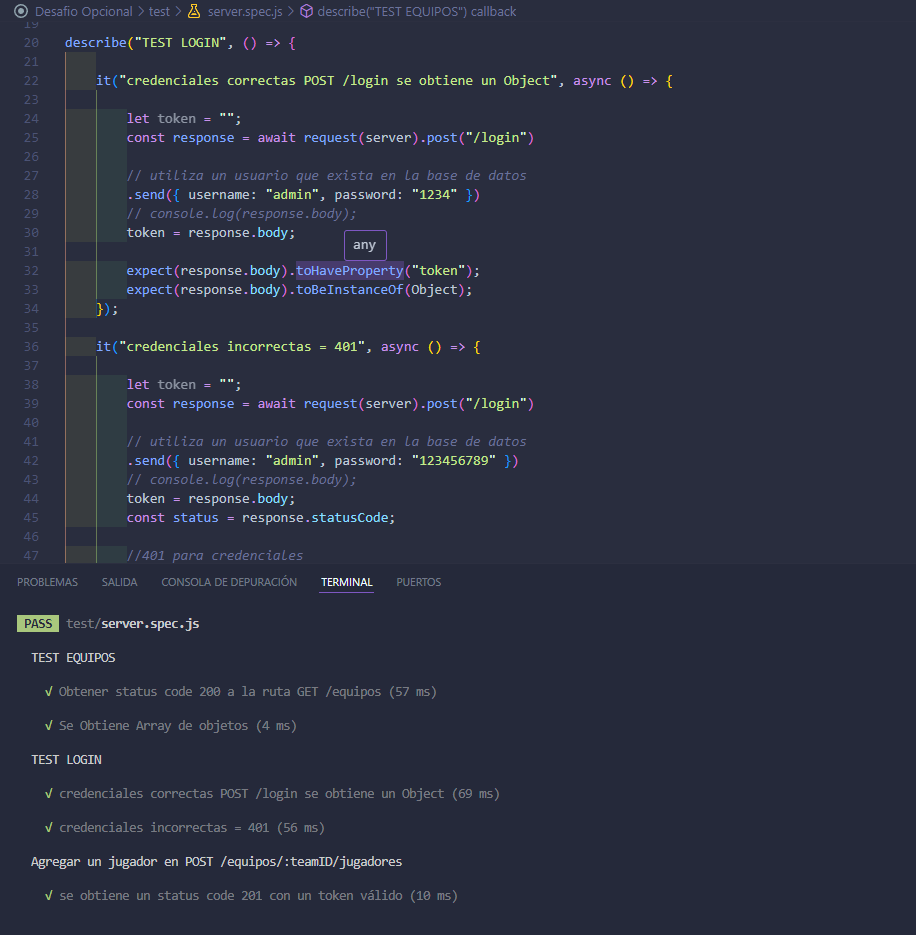 Desafio Opcional > test > server.spec.js > describe("TEST EQUIPOS") callback
19
20 describe("TEST LOGIN", () => {
21
22 it("credenciales correctas POST /login se obtiene un Object", async () => {
23
24 let token = "";
25 const response = await request(server).post("/login")
26
27 // utiliza un usuario que exista en la base de datos
28 .send({ username: "admin", password: "1234" })
29 // console.log(response.body);
30 token = response.body;
any
31
32 expect(response.body).toHaveProperty("token");
33 expect(response.body).toBeInstanceOf(Object);
34 });
35
36 it("credenciales incorrectas = 401", async () => {
37
38 let token = "";
39 const response = await request(server).post("/login")
40
41 // utiliza un usuario que exista en la base de datos
42 .send({ username: "admin", password: "123456789" })
43 // console.log(response.body);
44 token = response.body;
45 const status = response.statusCode;
46
47 //401 para credenciales
PROBLEMAS SALIDA CONSOLA DE DEPURACIÓN TERMINAL PUERTOS
PASS test/server.spec.js
TEST EQUIPOS
√ Obtener status code 200 a la ruta GET /equipos (57 ms)
√ Se Obtiene Array de objetos (4 ms)
TEST LOGIN
√ credenciales correctas POST /login se obtiene un Object (69 ms)
√ credenciales incorrectas = 401 (56 ms)
Agregar un jugador en POST /equipos/:teamID/jugadores
√ se obtiene un status code 201 con un token válido (10 ms)